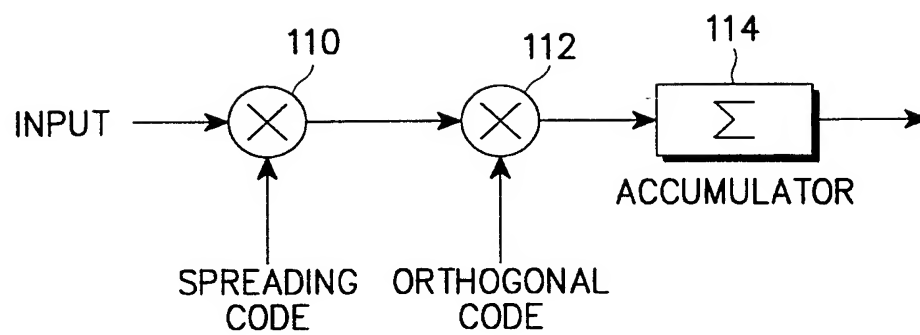 110
112
114
INPUT
Σ
ACCUMULATOR
SPREADING
CODE
ORTHOGONAL
CODE